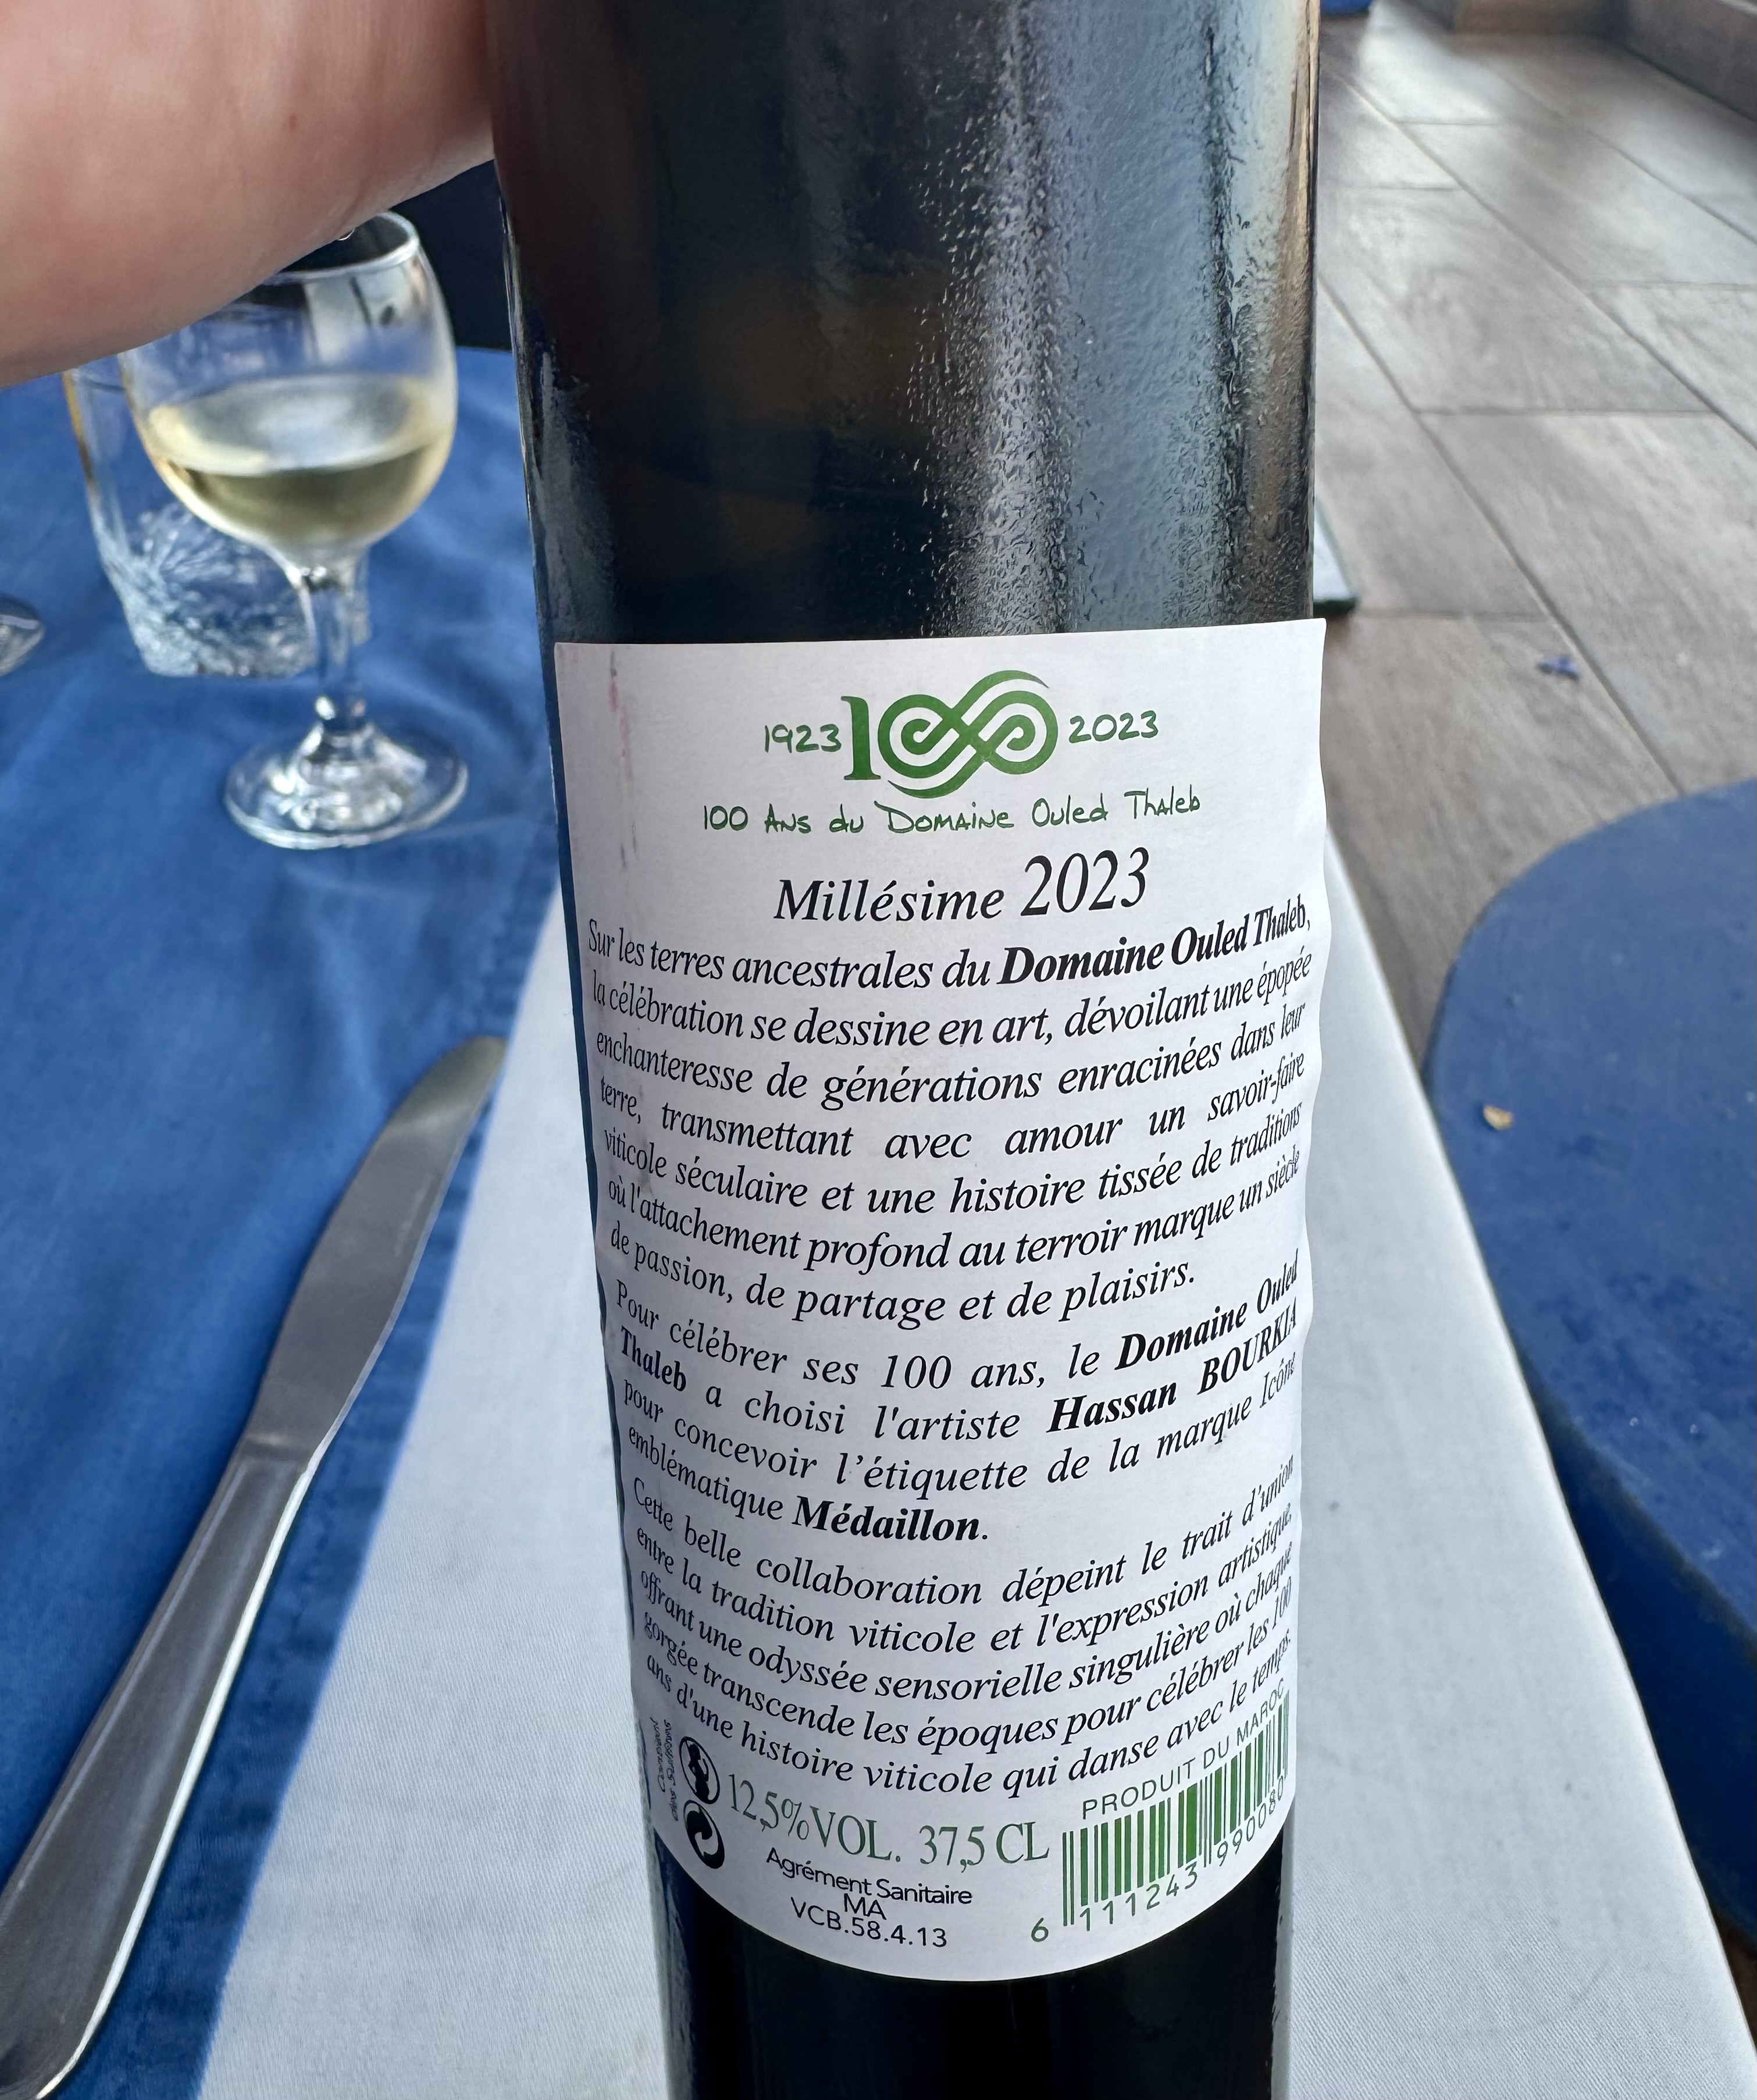 1923 100 2023
100 Ans du Domaine Ouled Thaleb
Millésime 2023
Sur les terres ancestrales du Domaine Ouled Thaleb,
la célébration se dessine en art, dévoilant une épopée
enchanteresse de générations enracinées dans leur
terre, transmettant avec amour un savoir-faire
viticole séculaire et une histoire tissée de traditions
où l'attachement profond au terroir marque un siècle
de passion, de partage et de plaisirs.
Pour célébrer ses 100 ans, le Domaine Ouled
Thaleb a choisi l'artiste Hassan BOURKIA
pour concevoir l’étiquette de la marque Icône
emblématique Médaillon.
Cette belle collaboration dépeint le trait d'union
entre la tradition viticole et l'expression artistique,
offrant une odyssée sensorielle singulière où chaque
gorgée transcende les époques pour célébrer les 100
ans d'une histoire viticole qui danse avec le temps.
PRODUIT DU MAROC
12,5%VOL. 37,5 CL
Agrément Sanitaire
MA
VCB.58.4.13
6 111243 990080